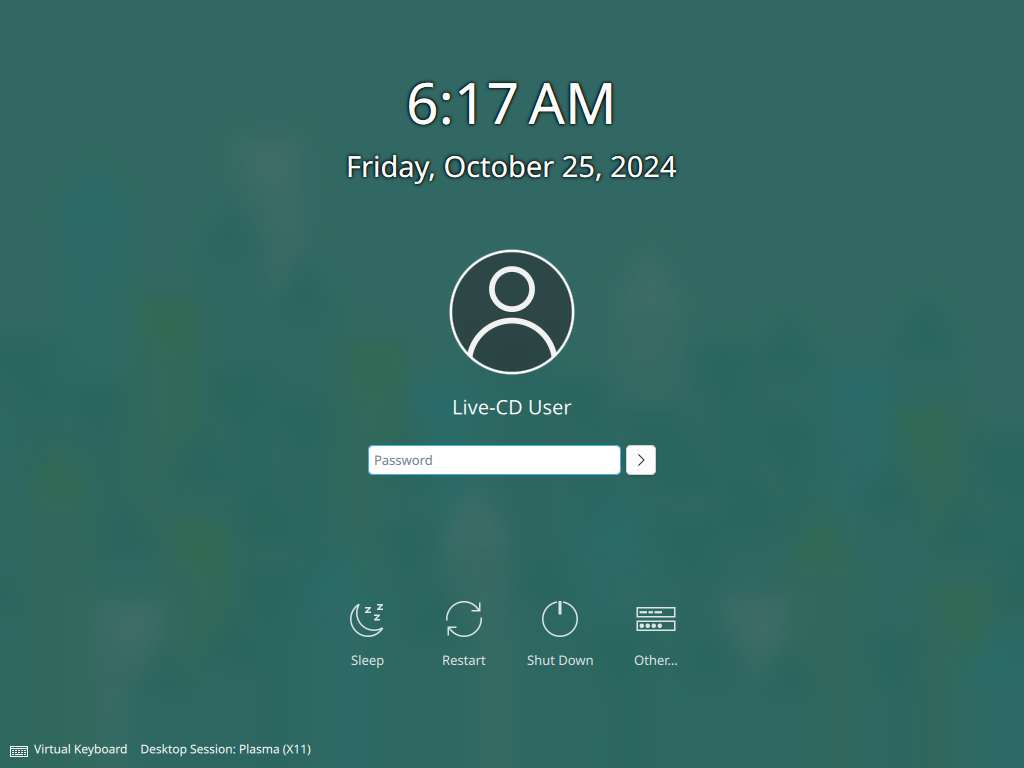 6:17 AM
Friday, October 25, 2024
Live-CD User
Password
Sleep Restart Shut Down Other...
Virtual Keyboard Desktop Session: Plasma (X11)